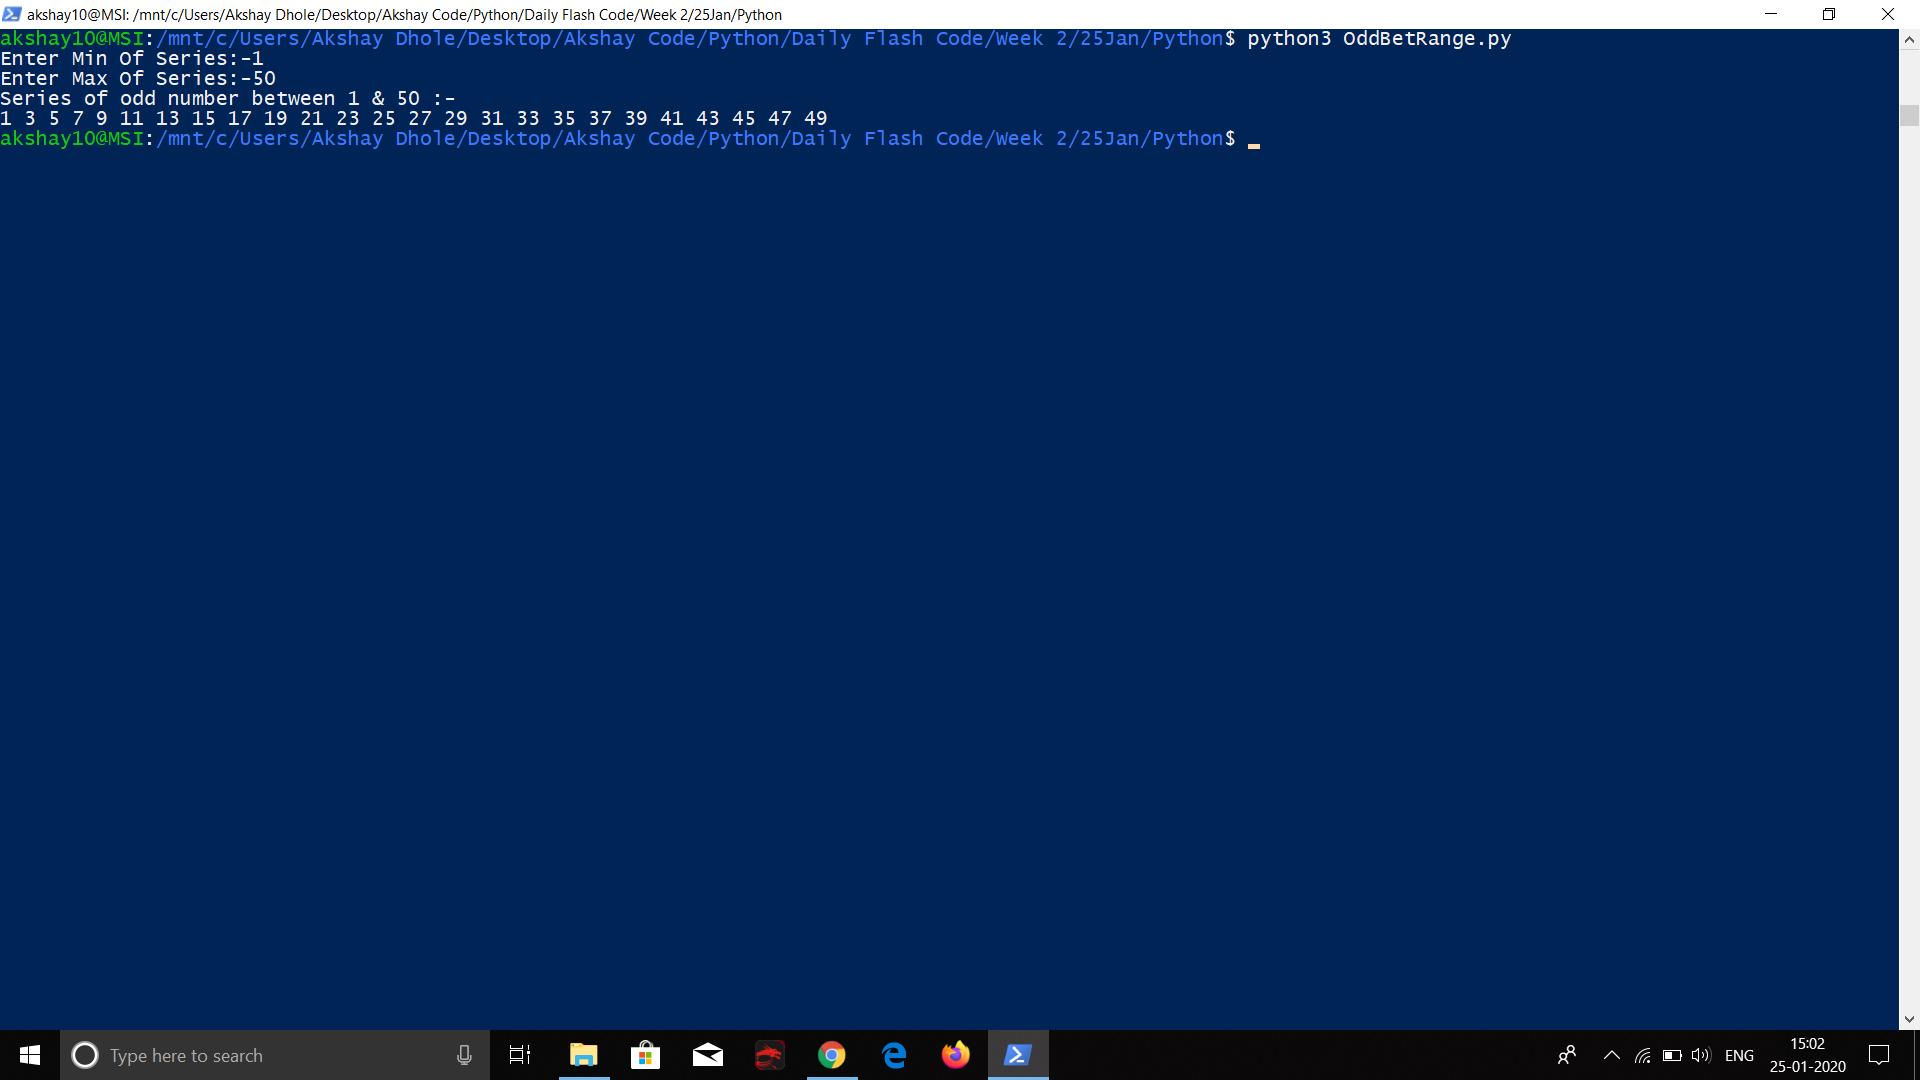 akshay10@MSI: /mnt/c/Users/Akshay Dhole/Desktop/Akshay Code/Python/Daily Flash Code/Week 2/25Jan/Python
akshay10@MSI:/mnt/c/Users/Akshay Dhole/Desktop/Akshay Code/Python/Daily Flash Code/Week 2/25Jan/Python$ python3 OddBetRange.py
Enter Min Of Series:-1
Enter Max Of Series:-50
Series of odd number between 1 & 50 :-
1 3 5 7 9 11 13 15 17 19 21 23 25 27 29 31 33 35 37 39 41 43 45 47 49
akshay10@MSI:/mnt/c/Users/Akshay Dhole/Desktop/Akshay Code/Python/Daily Flash Code/Week 2/25Jan/Python$
Type here to search
ENG
15:02
25-01-2020